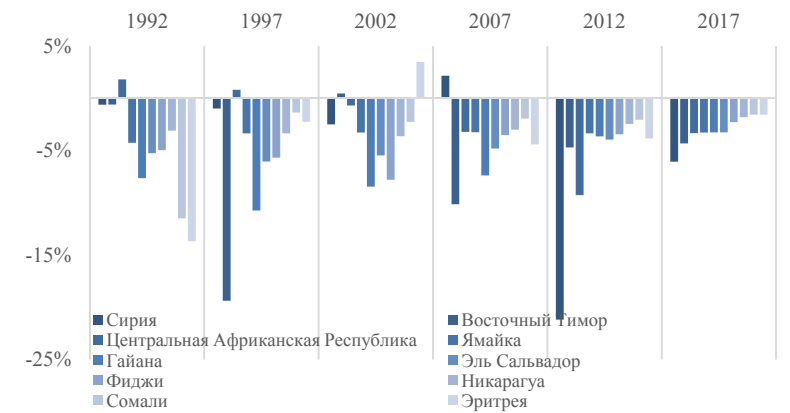 1992 1997 2002 2007 2012 2017
5%
-5%
-15%
-25%
Сирия Восточный Тимор
Центральная Африканская Республика Ямайка
Гайана Эль Сальвадор
Фиджи Никарагуа
Сомали Эритрея